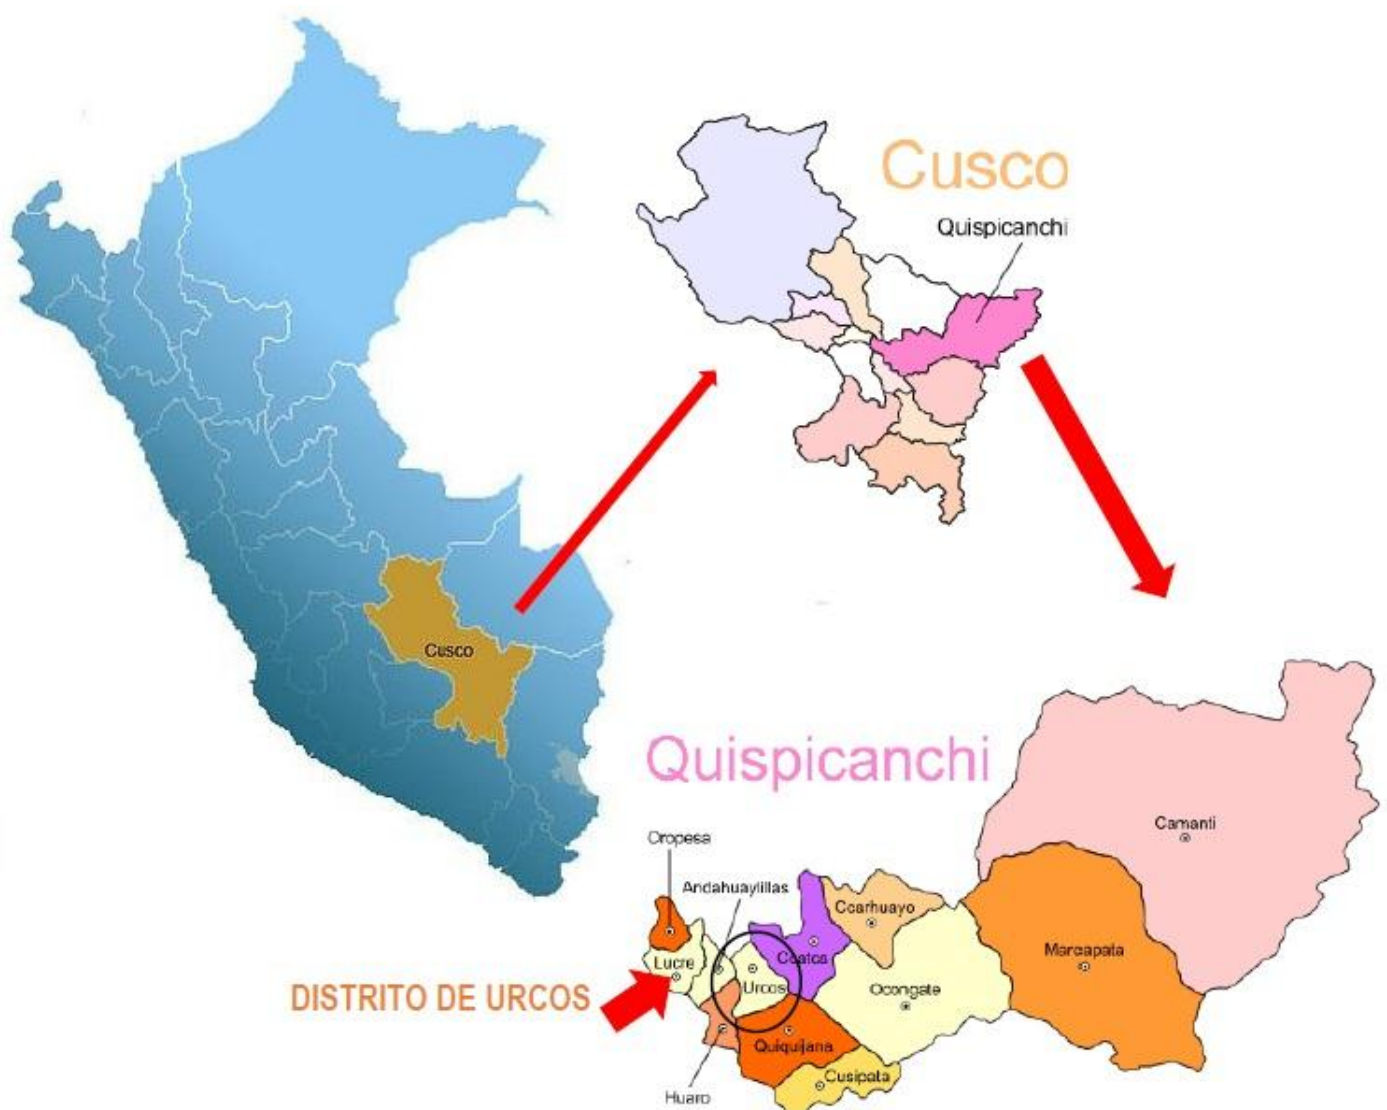 Cusco
Quispicanchi
Cusco
Quispicanchi
Camanti
Oropesa
Andahuaylillas
Ccarhuayo
Ccatca
Marcapata
Lucre
Urcos
Ocongate
DISTRITO DE URCOS
Quiquijana
Cusipata
Huaro